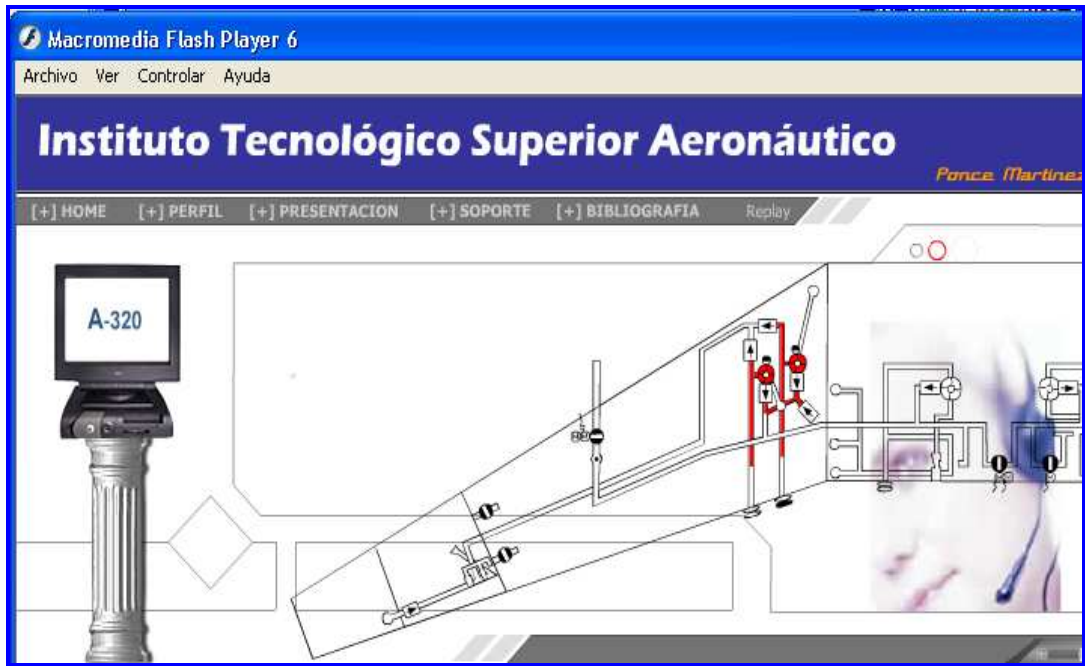 Macromedia Flash Player 6
Archivo Ver Controlar Ayuda
Instituto Tecnológico Superior Aeronáutico
Ponce Martinez
[+] HOME [+] PERFIL [+] PRESENTACION [+] SOPORTE [+] BIBLIOGRAFIA Replay
A-320